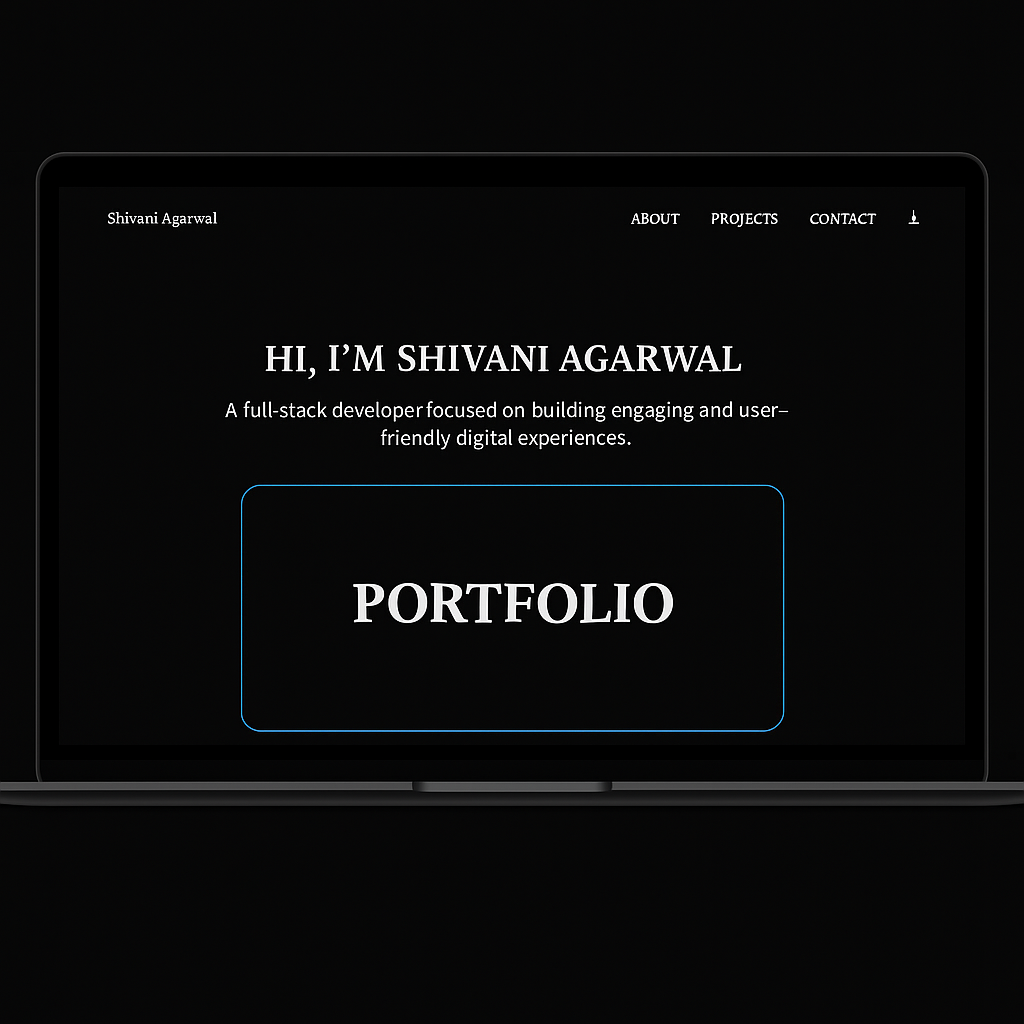 Shivani Agarwal
ABOUT PROJECTS CONTACT
HI, I’M SHIVANI AGARWAL
A full-stack developer focused on building engaging and user–
friendly digital experiences.
PORTFOLIO